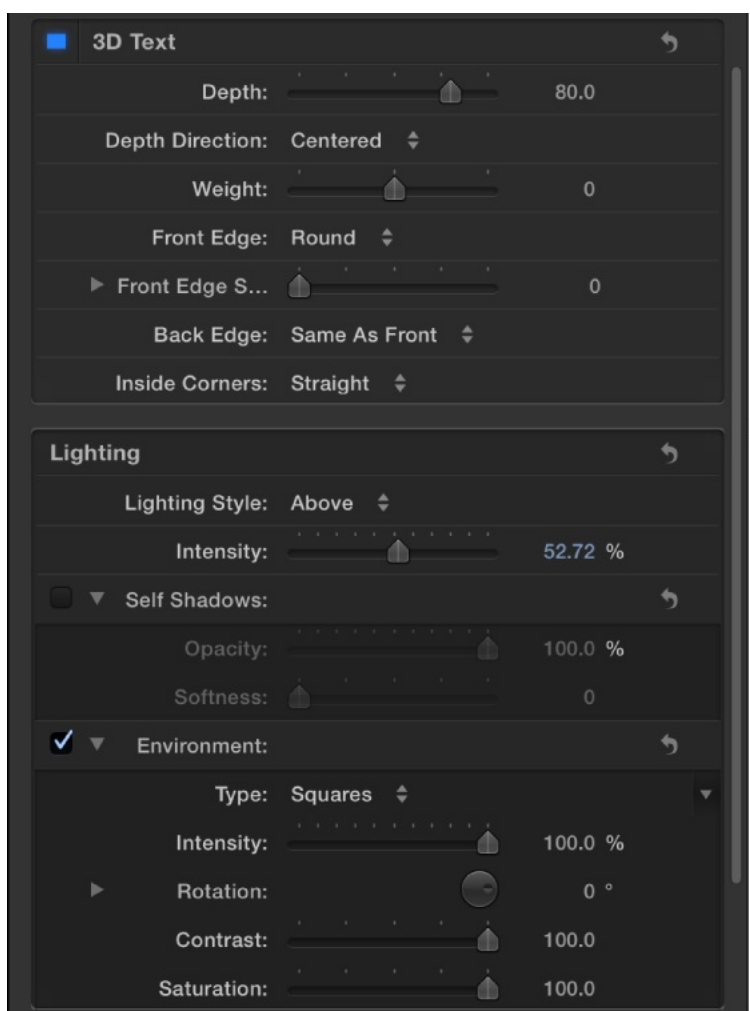 3D Text
Depth: 80.0
Depth Direction: Centered
Weight: 0
Front Edge: Round
Front Edge S... 0
Back Edge: Same As Front
Inside Corners: Straight
Lighting
Lighting Style: Above
Intensity: 52.72 %
Self Shadows:
Opacity: 100.0 %
Softness: 0
Environment:
Type: Squares
Intensity: 100.0 %
Rotation: 0 °
Contrast: 100.0
Saturation: 100.0